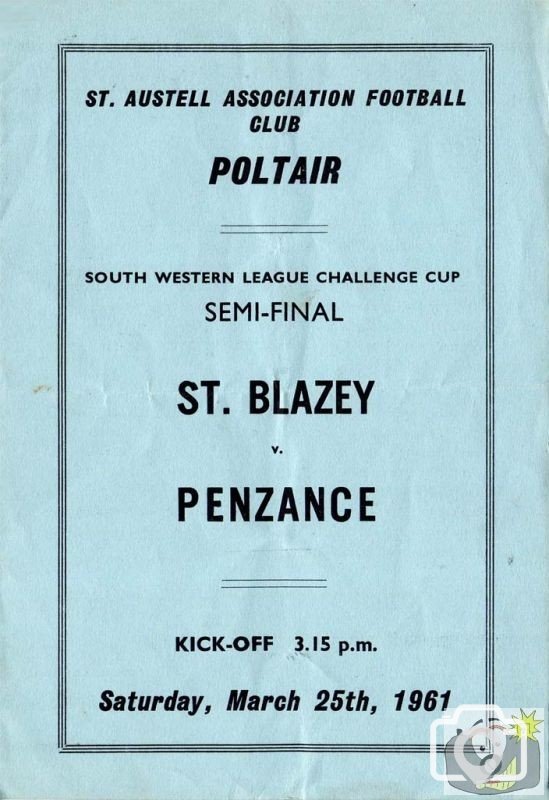 ST. AUSTELL ASSOCIATION FOOTBALL
CLUB
POLTAIR
SOUTH WESTERN LEAGUE CHALLENGE CUP
SEMI-FINAL
ST. BLAZEY
v.
PENZANCE
KICK-OFF 3.15 p.m.
Saturday, March 25th, 1961